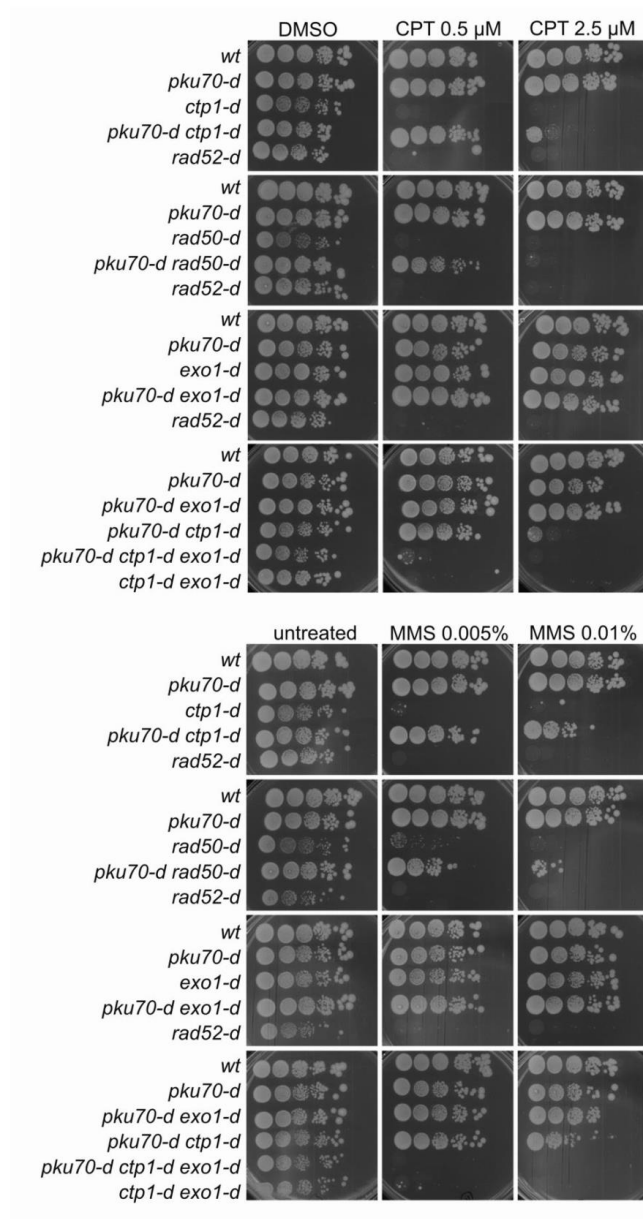 DMSO CPT 0.5 µM CPT 2.5 µM
wt
pku70-d
ctp1-d
pku70-d ctp1-d
rad52-d
wt
pku70-d
rad50-d
pku70-d rad50-d
rad52-d
wt
pku70-d
exo1-d
pku70-d exo1-d
rad52-d
wt
pku70-d
pku70-d exo1-d
pku70-d ctp1-d
pku70-d ctp1-d exo1-d
ctp1-d exo1-d
untreated MMS 0.005% MMS 0.01%
wt
pku70-d
ctp1-d
pku70-d ctp1-d
rad52-d
wt
pku70-d
rad50-d
pku70-d rad50-d
rad52-d
wt
pku70-d
exo1-d
pku70-d exo1-d
rad52-d
wt
pku70-d
pku70-d exo1-d
pku70-d ctp1-d
pku70-d ctp1-d exo1-d
ctp1-d exo1-d